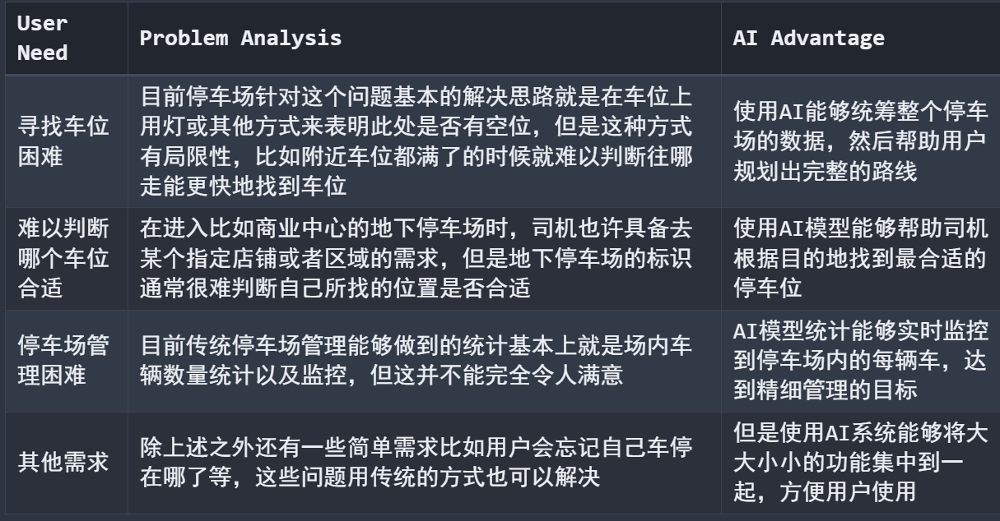 User
Need
Problem Analysis
AI Advantage
寻找车位
困难
目前停车场针对这个问题基本的解决思路就是在车位上
用灯或其他方式来表明此处是否有空位，但是这种方式
有局限性，比如附近车位都满了的时候就难以判断往哪
走能更快地找到车位
使用AI能够统筹整个停车
场的数据，然后帮助用户
规划出完整的路线
难以判断
哪个车位
合适
在进入比如商业中心的地下停车场时，司机也许具备去
某个指定店铺或者区域的需求，但是地下停车场的标识
通常很难判断自己所找的位置是否合适
使用AI模型能够帮助司机
根据目的地找到最合适的
停车位
停车场管
理困难
目前传统停车场管理能够做到的统计基本上就是场内车
辆数量统计以及监控，但这并不能完全令人满意
AI模型统计能够实时监控
到停车场内的每辆车，达
到精细管理的目标
其他需求
除上述之外还有一些简单需求比如用户会忘记自己车停
在哪了等，这些问题用传统的方式也可以解决
但是使用AI系统能够将大
大小小的功能集中到一
起，方便用户使用